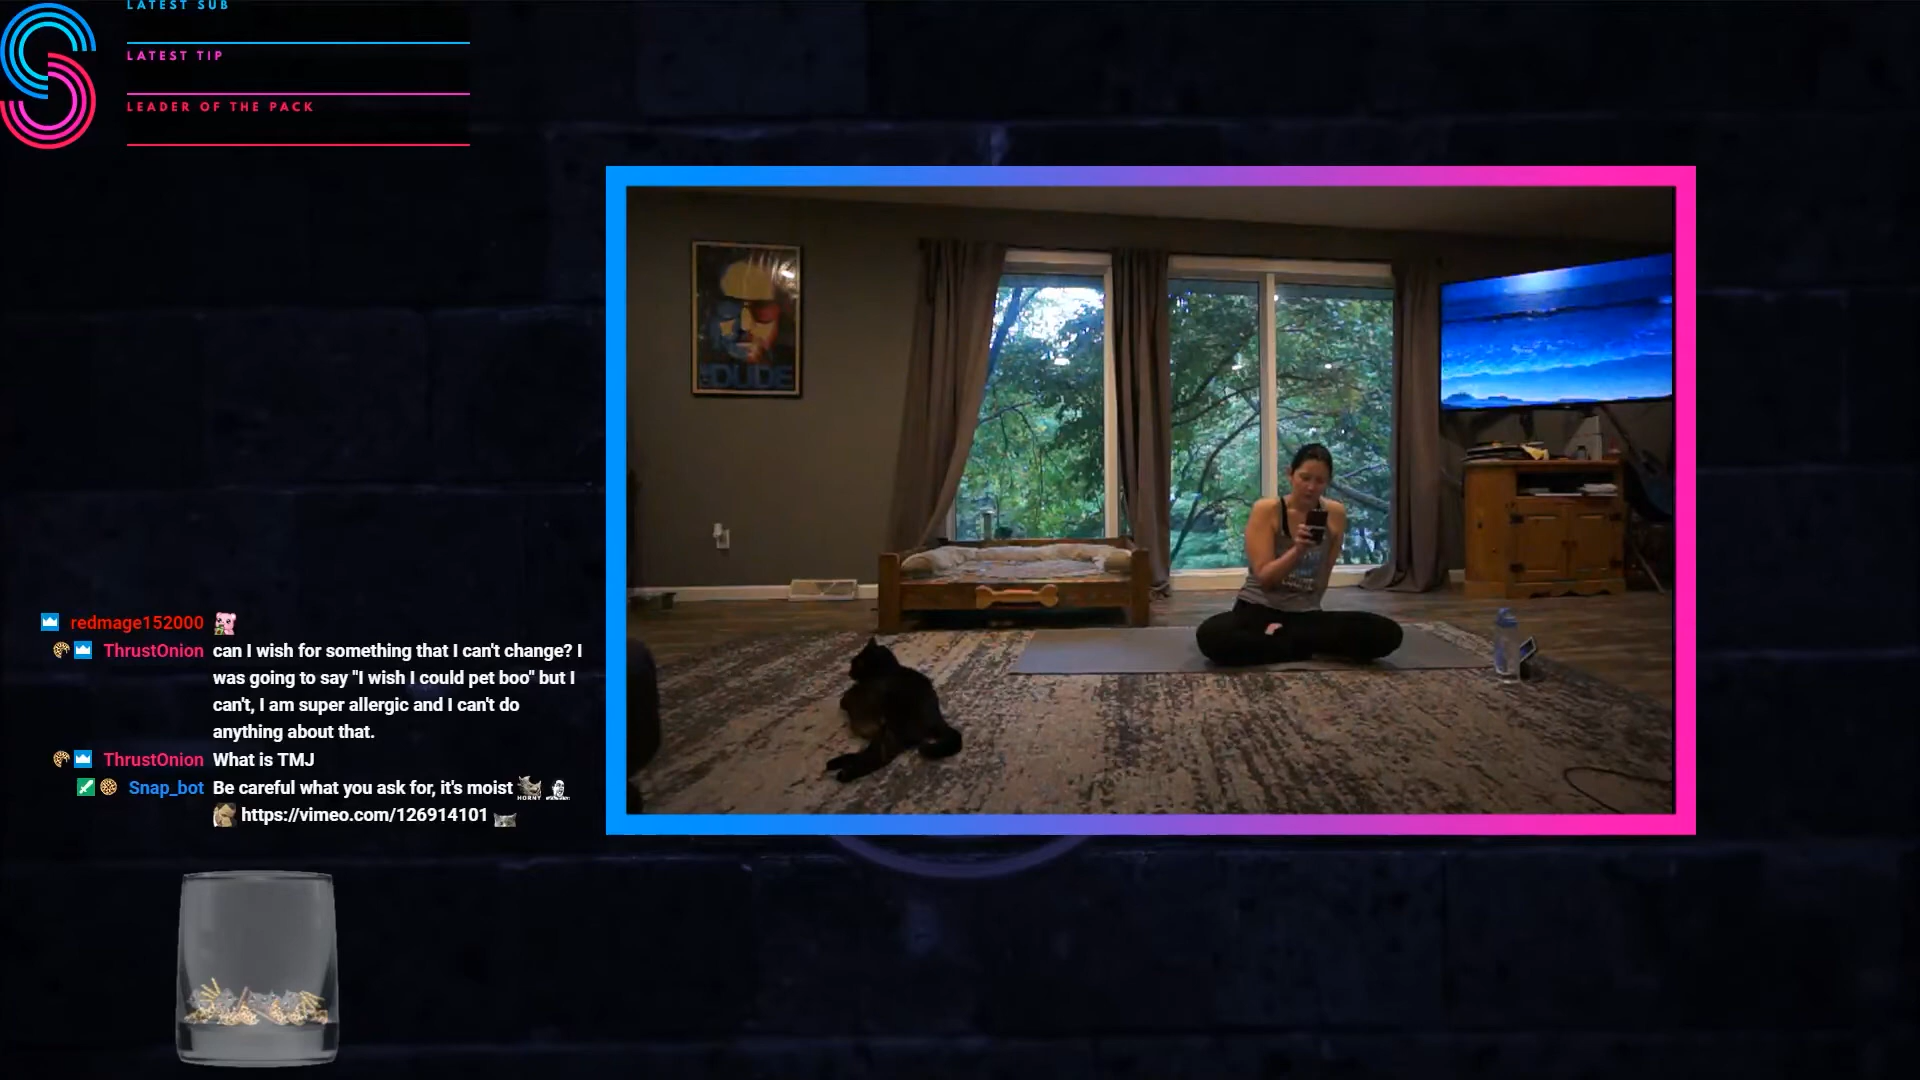 LATEST SUB
LATEST TIP
LEADER OF THE PACK
DUDE
redmage152000
ThrustOnion can I wish for something that I can't change? I
was going to say "I wish I could pet boo" but I
can't, I am super allergic and I can't do
anything about that.
ThrustOnion What is TMJ
Snap_bot Be careful what you ask for, it's moist
https://vimeo.com/126914101